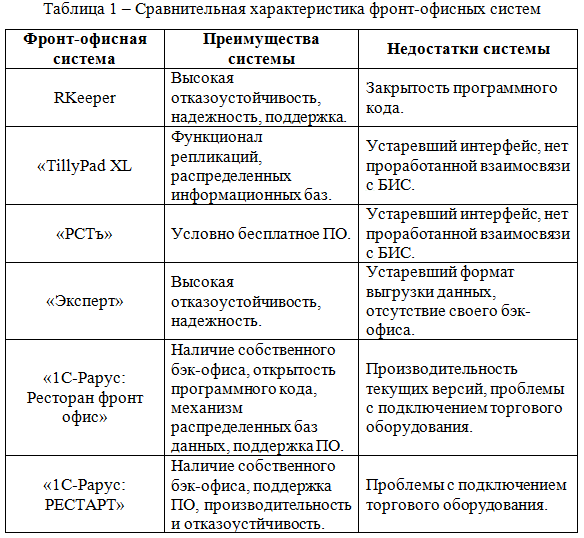 Таблица 1 – Сравнительная характеристика фронт-офисных систем
Фронт-офисная
система
Преимущества
системы
Недостатки системы
RKeeper
Высокая
отказоустойчивость,
надежность, поддержка.
Закрытость программного
кода.
«TillyPad XL
Функционал
репликаций,
распределенных
информационных баз.
Устаревший интерфейс, нет
проработанной взаимосвязи
с БИС.
«РСТъ»
Условно бесплатное ПО.
Устаревший интерфейс, нет
проработанной взаимосвязи
с БИС.
«Эксперт»
Высокая
отказоустойчивость,
надежность.
Устаревший формат
выгрузки данных,
отсутствие своего бэк-
офиса.
«1С-Рарус:
Ресторан фронт
офис»
Наличие собственного
бэк-офиса, открытость
программного кода,
механизм
распределенных баз
данных, поддержка ПО.
Производительность
текущих версий, проблемы
с подключением торгового
оборудования.
«1С-Рарус:
РЕСТАРТ»
Наличие собственного
бэк-офиса, поддержка
ПО, производительность
и отказоустйчивость.
Проблемы с подключением
торгового оборудования.